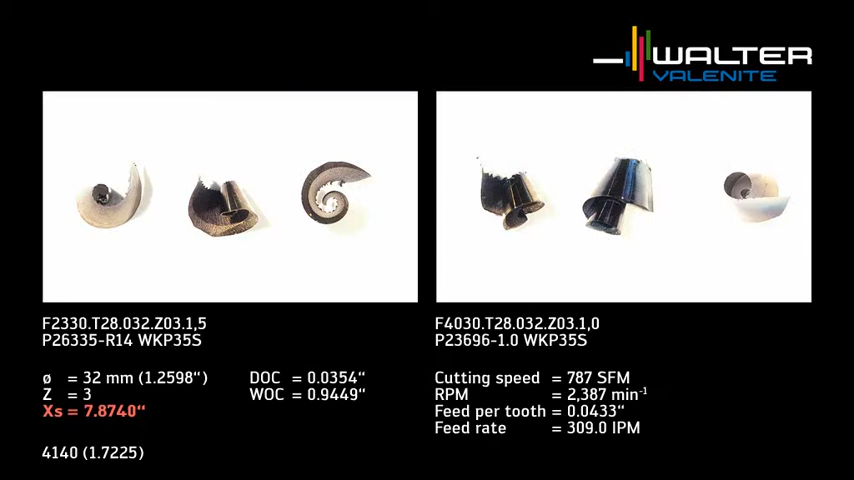 WALTER
VALENITE
F2330.T28.032.Z03.1,5
P26335-R14 WKP35S
F4030.T28.032.Z03.1,0
P23696-1.0 WKP35S
ø = 32 mm (1.2598“)
Z = 3
Xs = 7.8740“
DOC = 0.0354“
WOC = 0.9449“
Cutting speed = 787 SFM
RPM = 2,387 min⁻¹
Feed per tooth = 0.0433“
Feed rate = 309.0 IPM
4140 (1.7225)